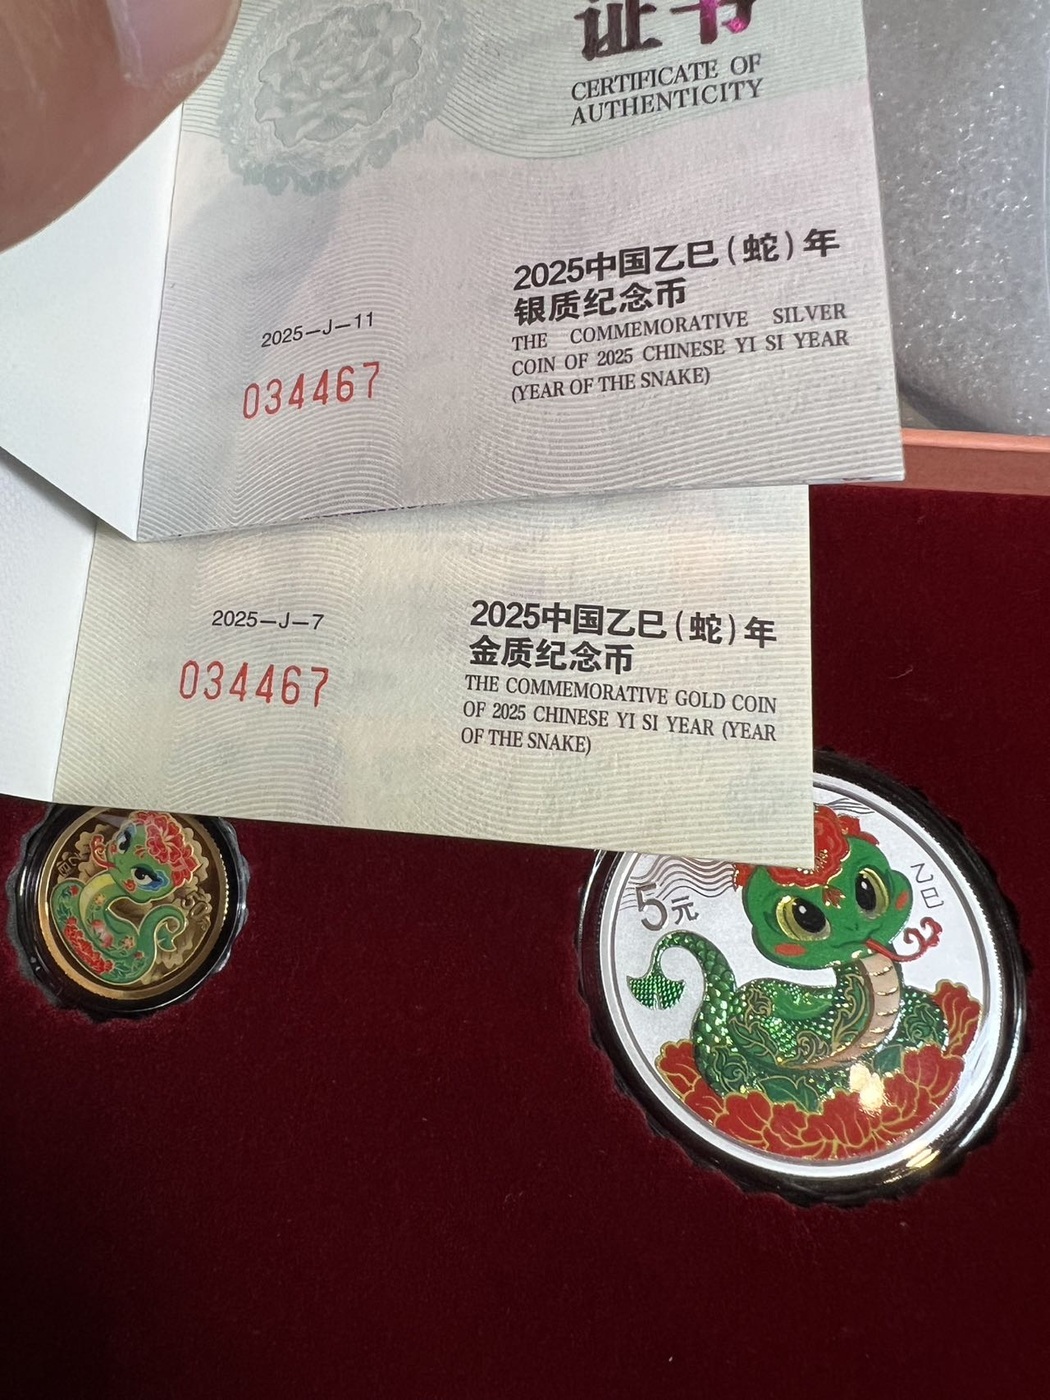 证书
CERTIFICATE OF
AUTHENTICITY
2025中国乙巳(蛇)年
银质纪念币
THE COMMEMORATIVE SILVER
COIN OF 2025 CHINESE YI SI YEAR
(YEAR OF THE SNAKE)
2025-J-11
034467
2025-J-7
034467
2025中国乙巳(蛇)年
金质纪念币
THE COMMEMORATIVE GOLD COIN
OF 2025 CHINESE YI SI YEAR (YEAR
OF THE SNAKE)
5元
乙巳